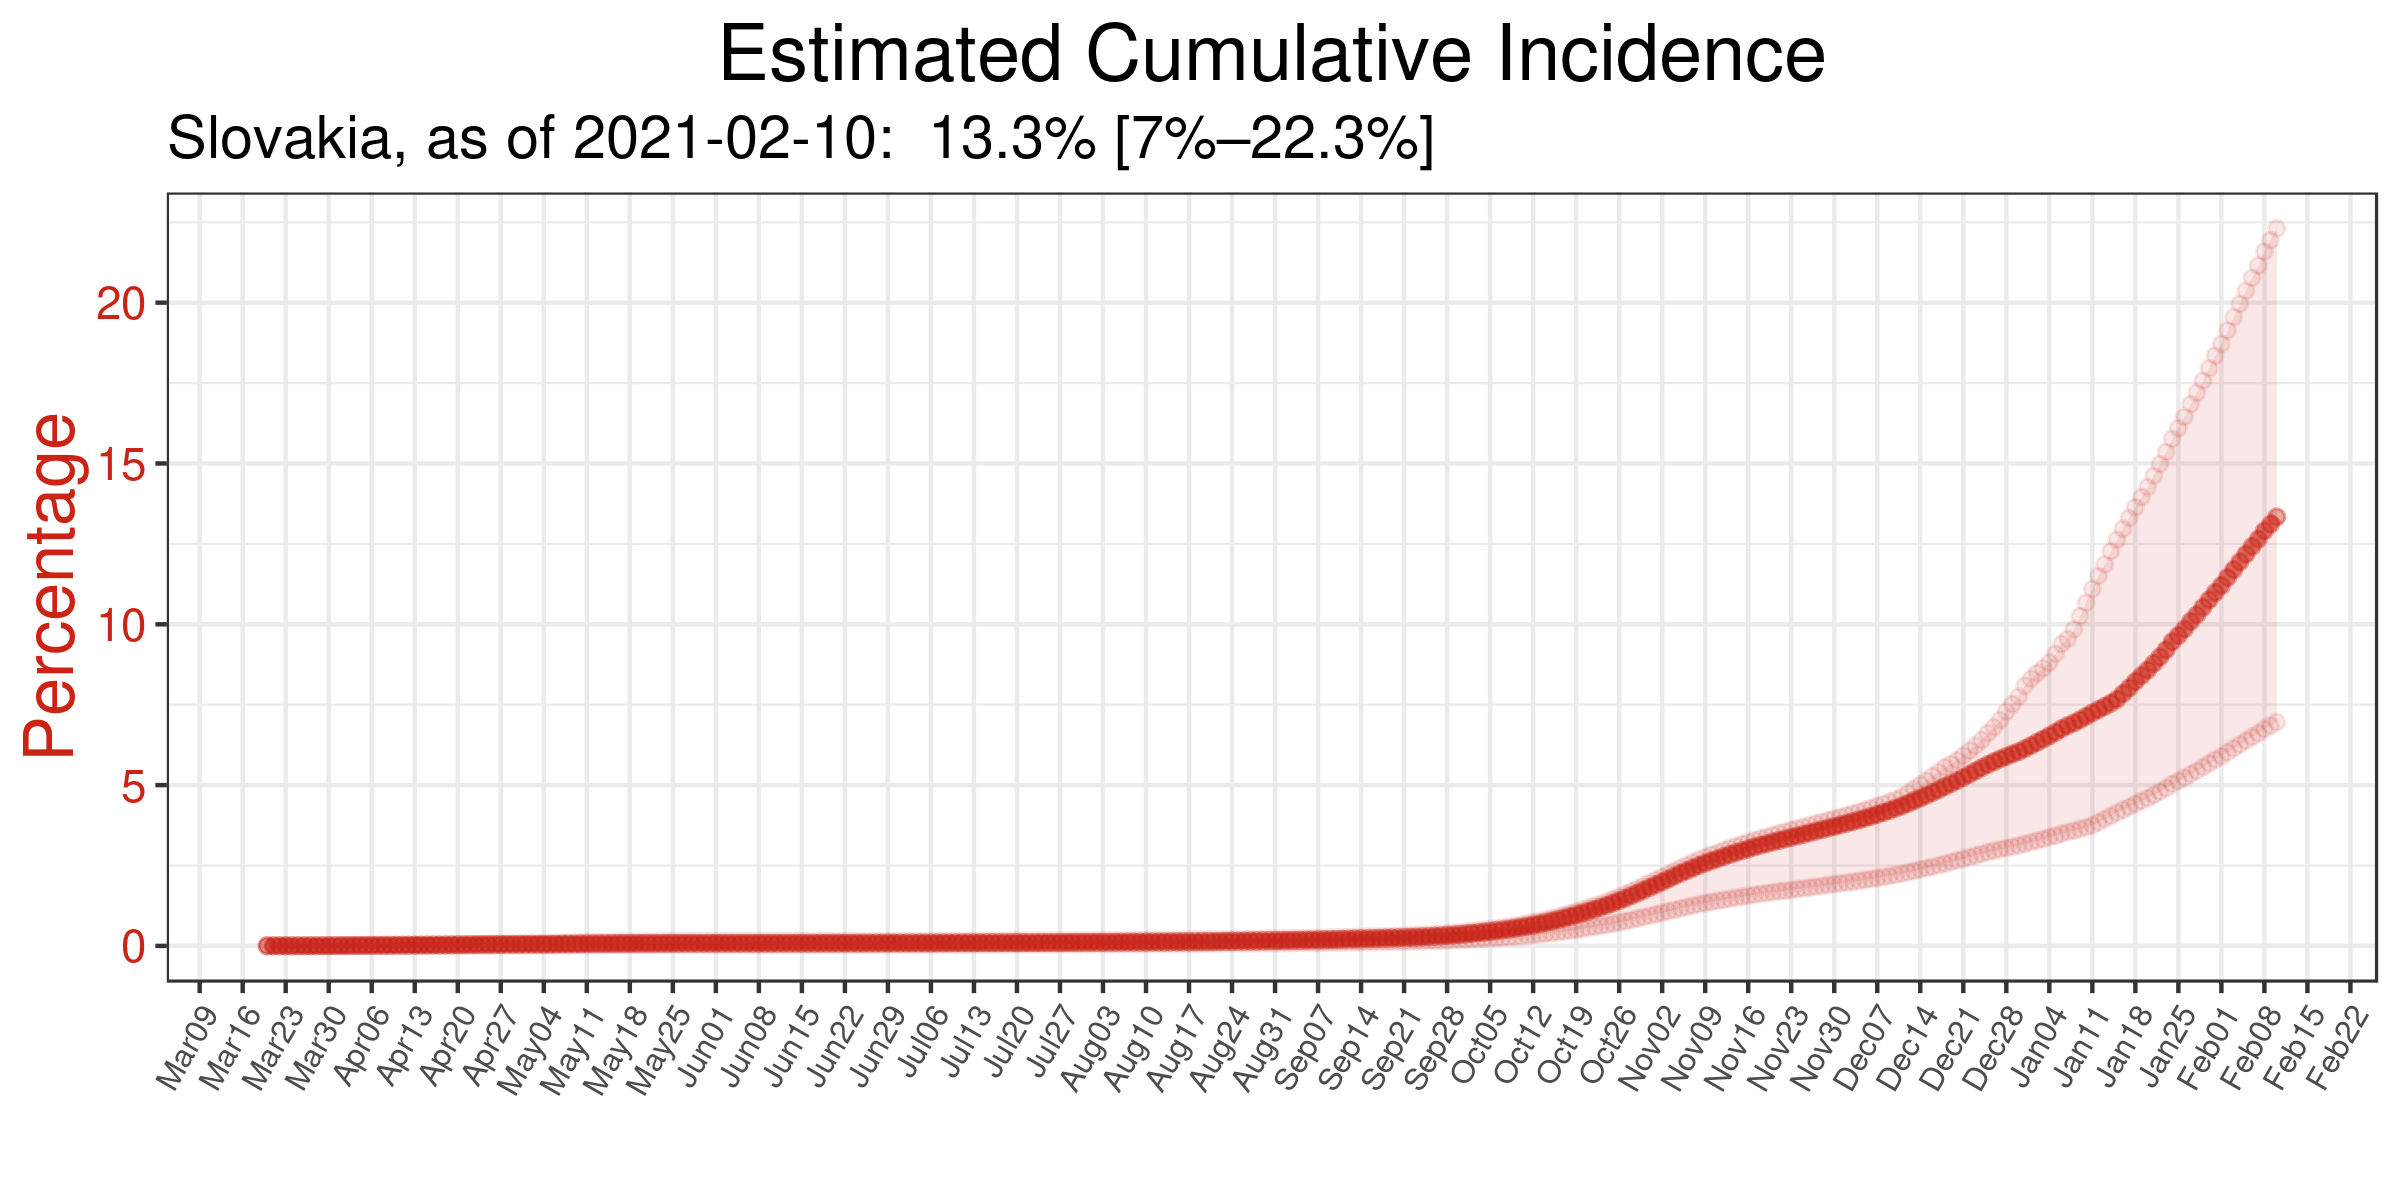 Estimated Cumulative Incidence
Slovakia, as of 2021-02-10:  13.3% [7%–22.3%]
Percentage
20
15
10
5
0
Mar09
Mar16
Mar23
Mar30
Apr06
Apr13
Apr20
Apr27
May04
May11
May18
May25
Jun01
Jun08
Jun15
Jun22
Jun29
Jul06
Jul13
Jul20
Jul27
Aug03
Aug10
Aug17
Aug24
Aug31
Sep07
Sep14
Sep21
Sep28
Oct05
Oct12
Oct19
Oct26
Nov02
Nov09
Nov16
Nov23
Nov30
Dec07
Dec14
Dec21
Dec28
Jan04
Jan11
Jan18
Jan25
Feb01
Feb08
Feb15
Feb22